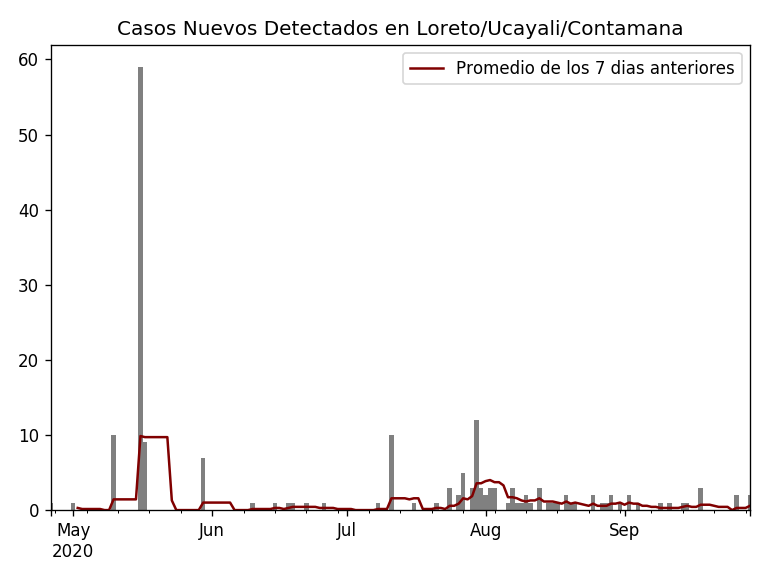 Casos Nuevos Detectados en Loreto/Ucayali/Contamana
Promedio de los 7 dias anteriores
60
50
40
30
20
10
0
May Jun Jul Aug Sep
2020